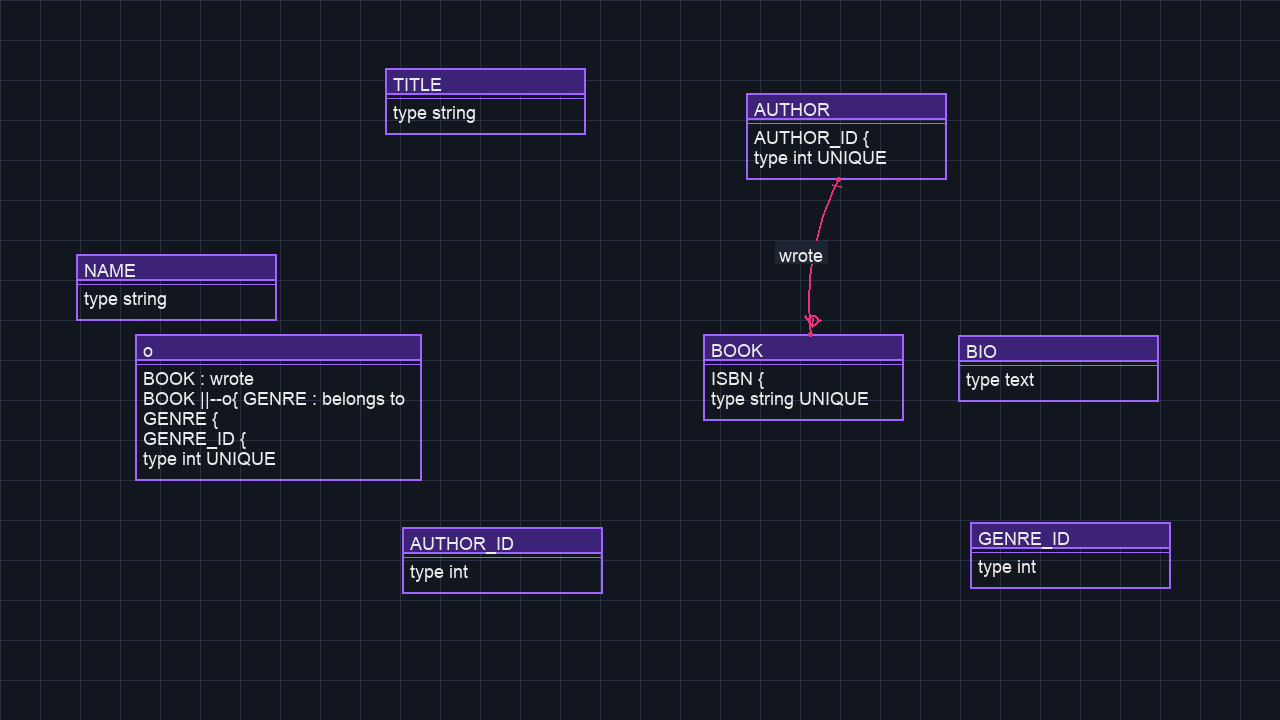 TITLE
type string
AUTHOR
AUTHOR_ID {
type int UNIQUE
wrote
NAME
type string
o
BOOK : wrote
BOOK ||--o{ GENRE : belongs to
GENRE {
GENRE_ID {
type int UNIQUE
BOOK
ISBN {
type string UNIQUE
BIO
type text
AUTHOR_ID
type int
GENRE_ID
type int